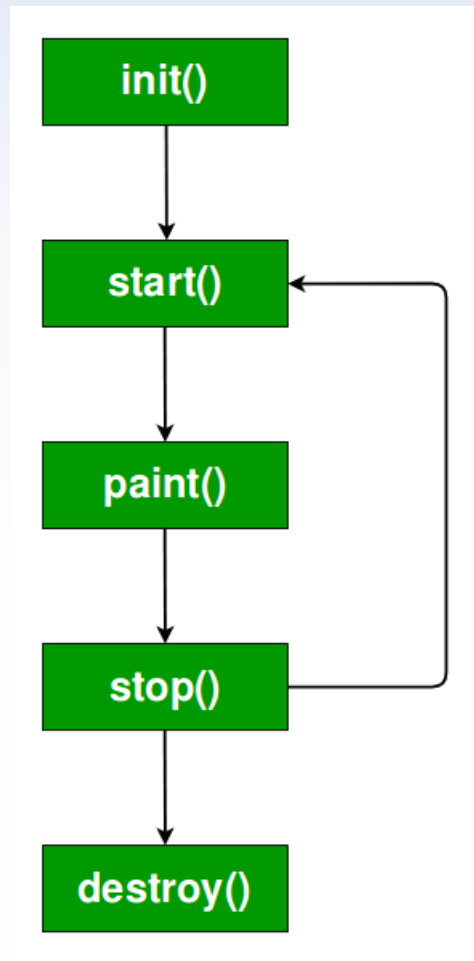 init()
start()
paint()
stop()
destroy()